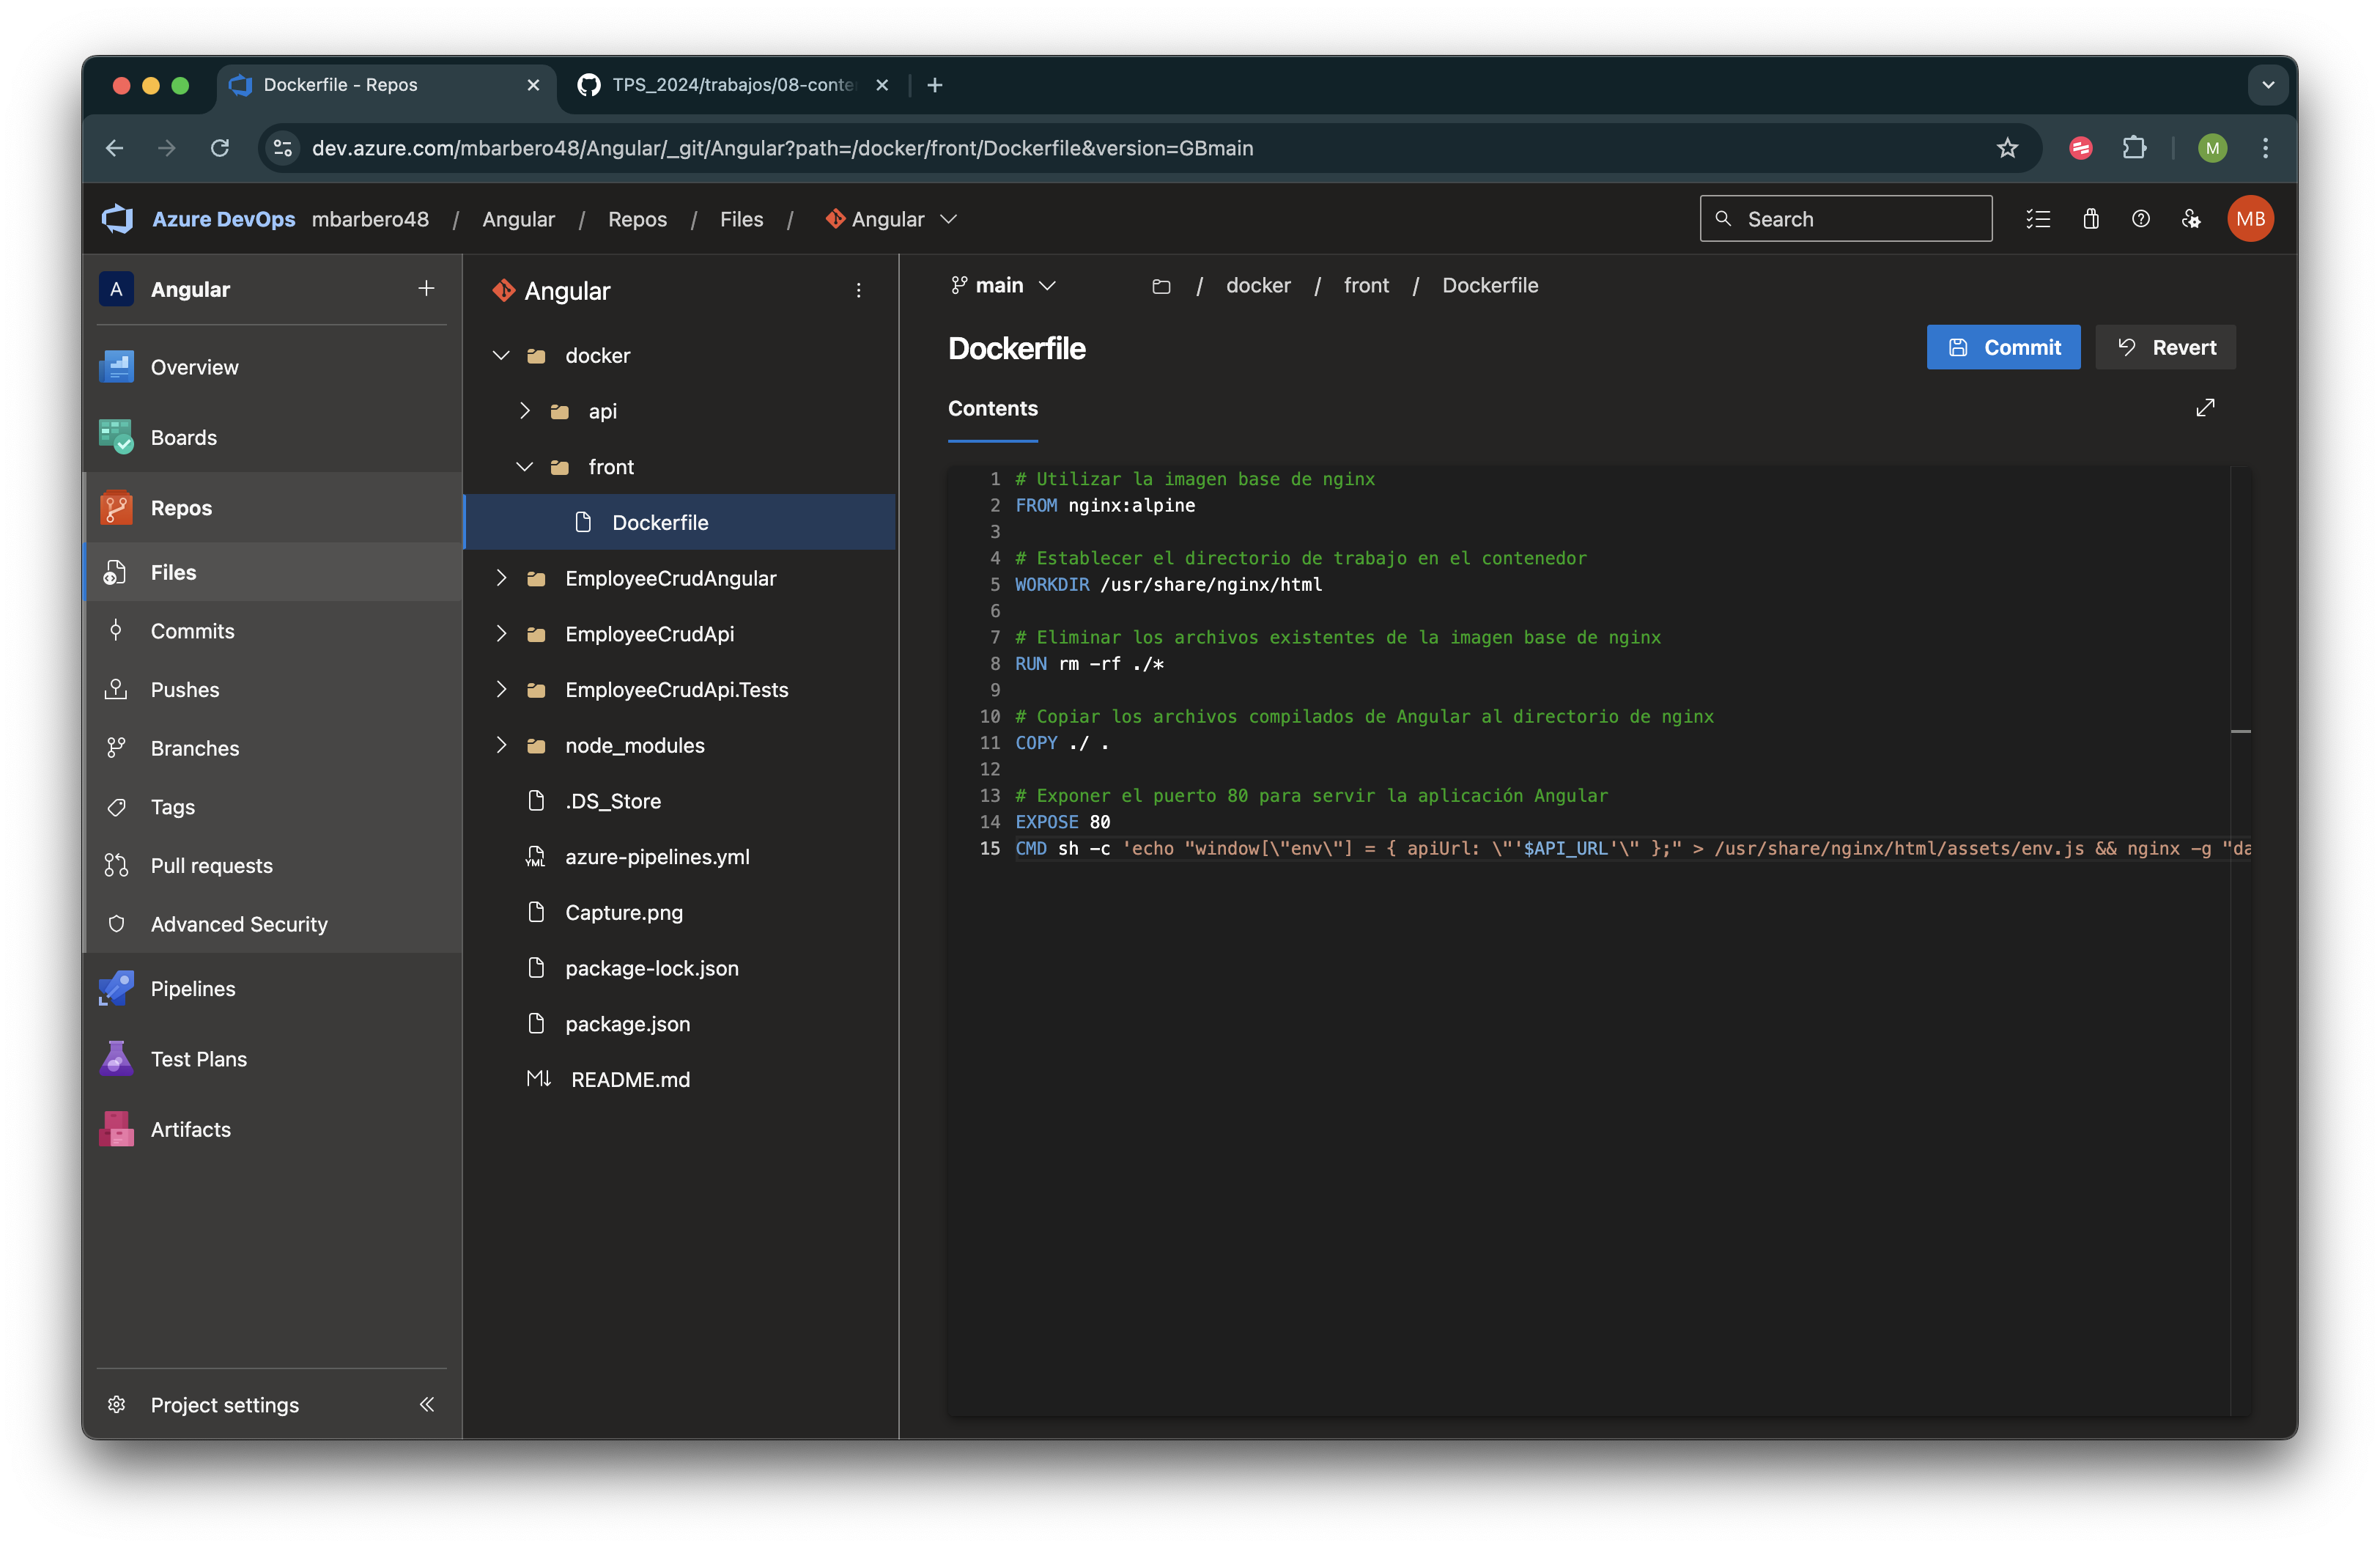 Dockerfile - Repos
TPS_2024/trabajos/08-conte
dev.azure.com/mbarbero48/Angular/_git/Angular?path=/docker/front/Dockerfile&version=GBmain
M
Azure DevOps mbarbero48 / Angular / Repos / Files / Angular
Search
MB
A Angular
Overview
Boards
Repos
Files
Commits
Pushes
Branches
Tags
Pull requests
Advanced Security
Pipelines
Test Plans
Artifacts
Project settings
Angular
docker
api
front
Dockerfile
EmployeeCrudAngular
EmployeeCrudApi
EmployeeCrudApi.Tests
node_modules
.DS_Store
YML azure-pipelines.yml
Capture.png
package-lock.json
package.json
M↓ README.md
main / docker / front / Dockerfile
Dockerfile
Commit Revert
Contents
1 # Utilizar la imagen base de nginx
2 FROM nginx:alpine
3
4 # Establecer el directorio de trabajo en el contenedor
5 WORKDIR /usr/share/nginx/html
6
7 # Eliminar los archivos existentes de la imagen base de nginx
8 RUN rm -rf ./*
9
10 # Copiar los archivos compilados de Angular al directorio de nginx
11 COPY ./ .
12
13 # Exponer el puerto 80 para servir la aplicación Angular
14 EXPOSE 80
15 CMD sh -c 'echo "window[\"env\"] = { apiUrl: \"'$API_URL'\" };" > /usr/share/nginx/html/assets/env.js && nginx -g "da